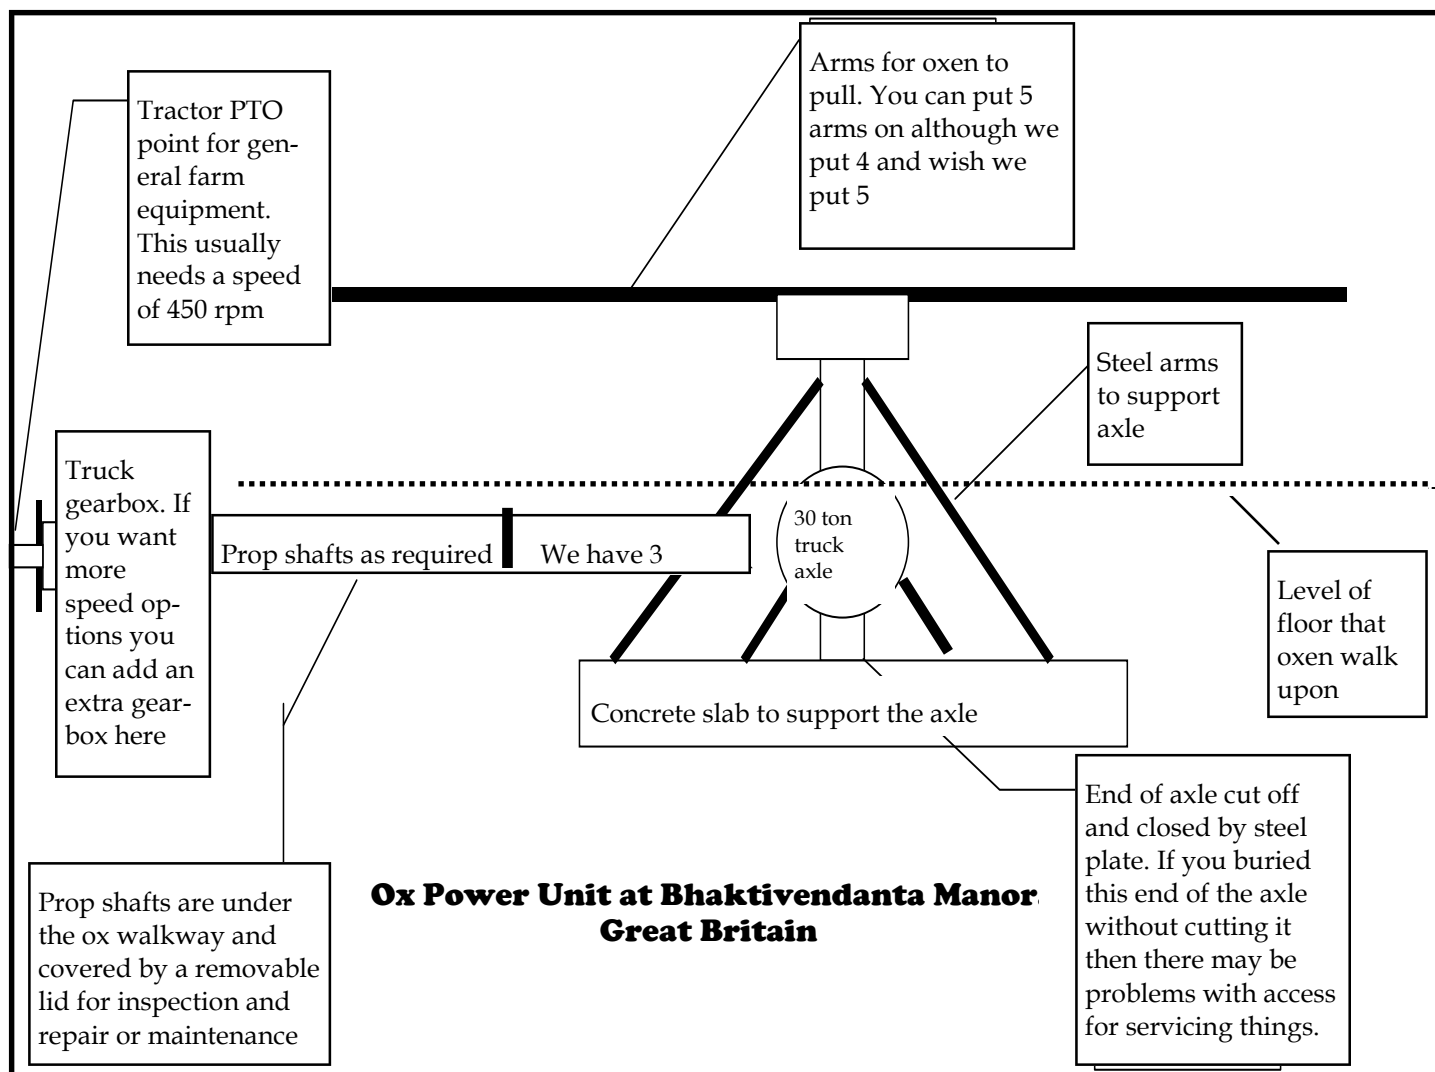 Arms for oxen to
pull. You can put 5
arms on although we
put 4 and wish we
put 5
Tractor PTO
point for gen-
eral farm
equipment.
This usually
needs a speed
of 450 rpm
Steel arms
to support
axle
Truck
gearbox. If
you want
more
speed op-
tions you
can add an
extra gear-
box here
Prop shafts as required
We have 3
30 ton
truck
axle
Level of
floor that
oxen walk
upon
Concrete slab to support the axle
End of axle cut off
and closed by steel
plate. If you buried
this end of the axle
without cutting it
then there may be
problems with access
for servicing things.
Prop shafts are under
the ox walkway and
covered by a removable
lid for inspection and
repair or maintenance
Ox Power Unit at Bhaktivendanta Manor.
Great Britain